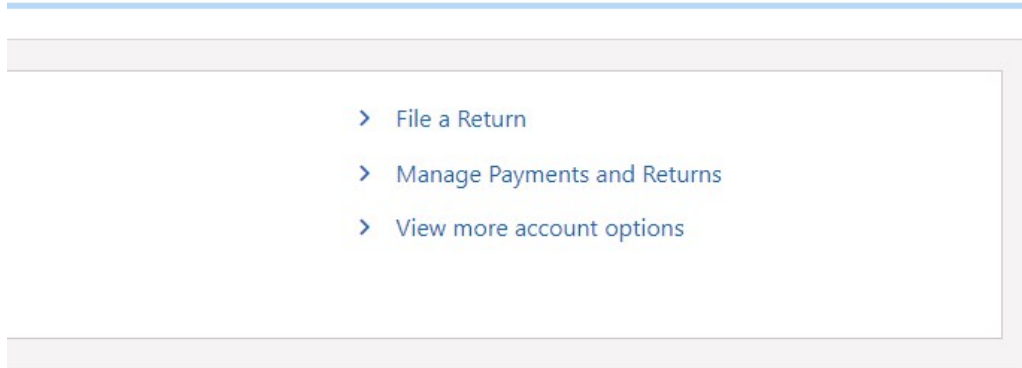 File a Return
Manage Payments and Returns
View more account options